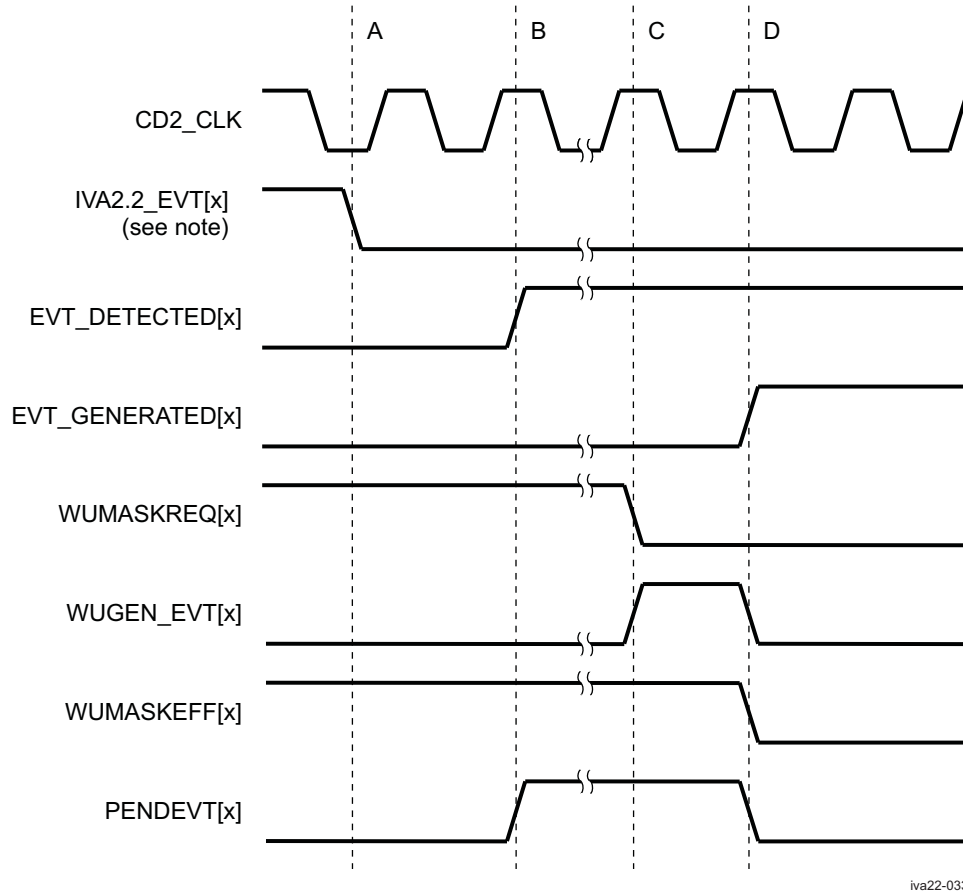 A B C D
CD2_CLK
IVA2.2_EVT[x]
(see note)
EVT_DETECTED[x]
EVT_GENERATED[x]
WUMASKREQ[x]
WUGEN_EVT[x]
WUMASKEFF[x]
PENDEVT[x]